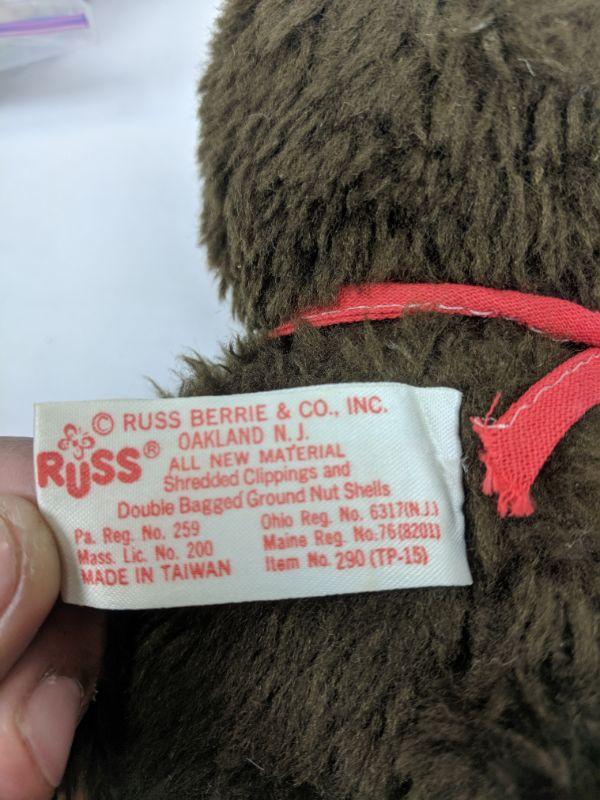 © RUSS BERRIE & CO., INC.
OAKLAND N. J.
RUSS®
ALL NEW MATERIAL
Shredded Clippings and
Double Bagged Ground Nut Shells
Pa. Reg. No. 259
Ohio Reg. No. 6317(N.J.)
Mass. Lic. No. 200
Maine Reg. No.76(8201)
MADE IN TAIWAN
Item No. 290 (TP-15)